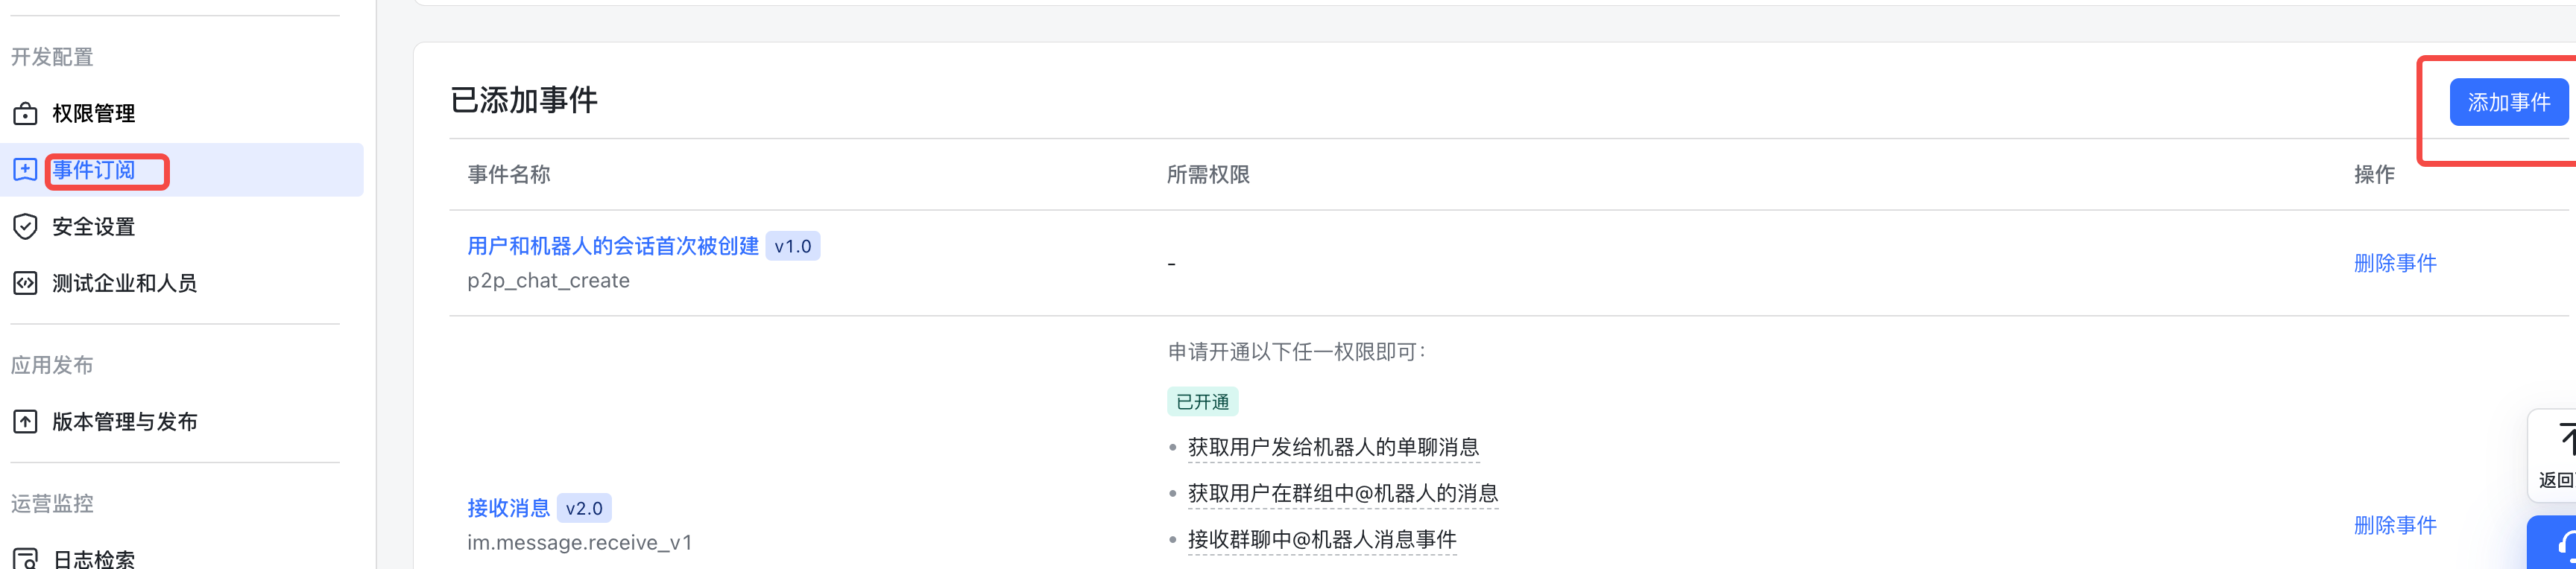 开发配置
权限管理
事件订阅
安全设置
测试企业和人员
应用发布
版本管理与发布
运营监控
日志检索
已添加事件
添加事件
事件名称 所需权限 操作
用户和机器人的会话首次被创建 v1.0
p2p_chat_create
-
删除事件
接收消息 v2.0
im.message.receive_v1
申请开通以下任一权限即可：
已开通
• 获取用户发给机器人的单聊消息
• 获取用户在群组中@机器人的消息
• 接收群聊中@机器人消息事件
删除事件
返回